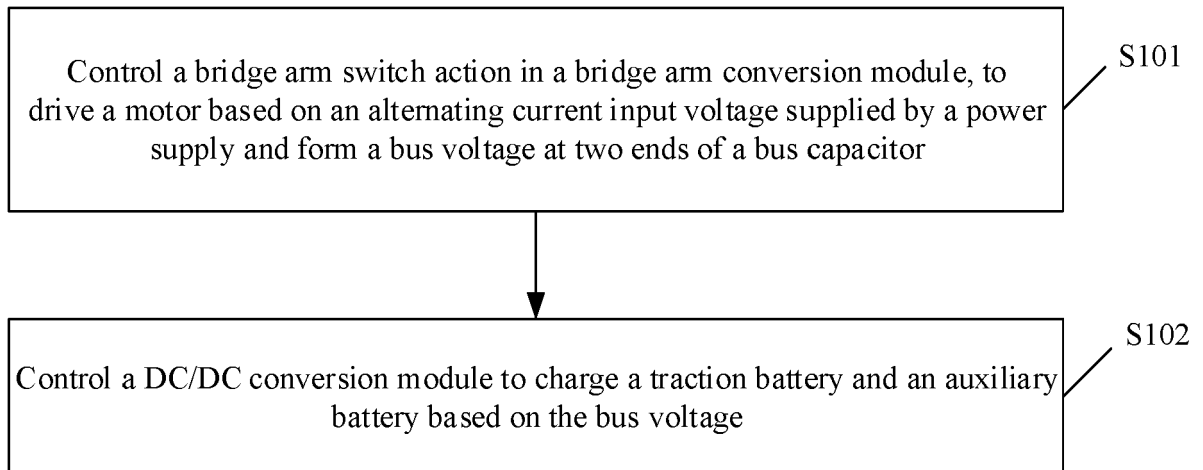 Control a bridge arm switch action in a bridge arm conversion module, to
drive a motor based on an alternating current input voltage supplied by a power
supply and form a bus voltage at two ends of a bus capacitor
S101
Control a DC/DC conversion module to charge a traction battery and an auxiliary
battery based on the bus voltage
S102